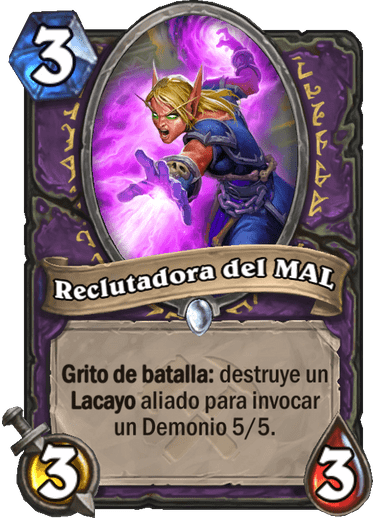 3
Reclutadora del MAL
Grito de batalla: destruye un
Lacayo aliado para invocar
un Demonio 5/5.
3
3